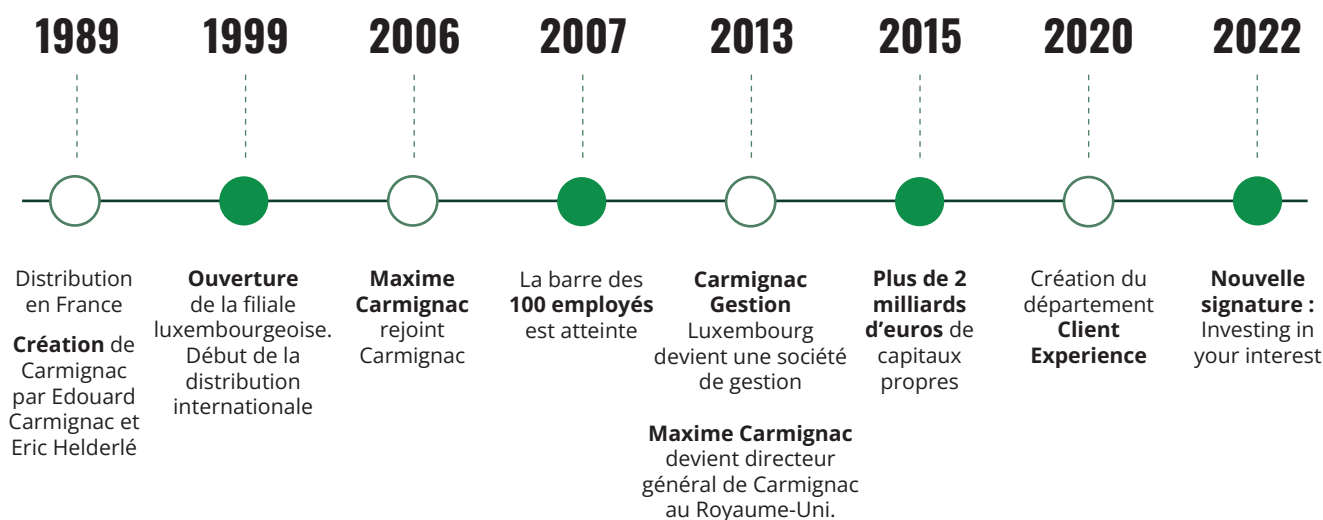 1989
Distribution
en France
Création de
Carmignac
par Edouard
Carmignac et
Eric Helderlé
1999
Ouverture
de la filiale
luxembourgeoise.
Début de la
distribution
internationale
2006
Maxime
Carmignac
rejoint
Carmignac
2007
La barre des
100 employés
est atteinte
2013
Carmignac
Gestion
Luxembourg
devient une société
de gestion
Maxime Carmignac
devient directeur
général de Carmignac
au Royaume-Uni.
2015
Plus de 2
milliards
d’euros de
capitaux
propres
2020
Création du
département
Client
Experience
2022
Nouvelle
signature :
Investing in
your interest